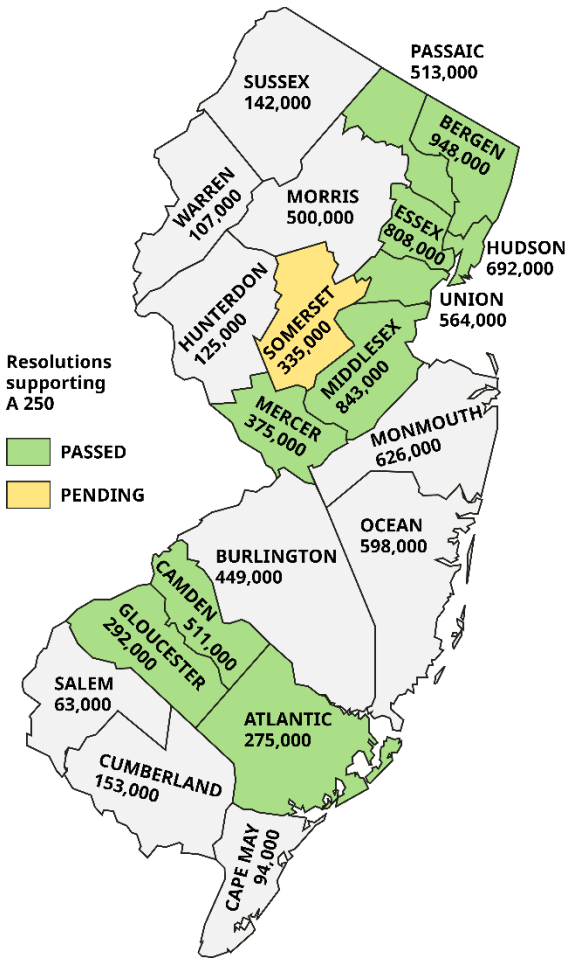 PASSAIC
513,000
SUSSEX
142,000
BERGEN
948,000
WARREN
107,000
MORRIS
500,000
ESSEX
808,000
HUDSON
692,000
HUNTERDON
125,000
SOMERSET
335,000
UNION
564,000
MIDDLESEX
843,000
Resolutions
supporting
A 250
PASSED
PENDING
MERCER
375,000
MONMOUTH
626,000
OCEAN
598,000
BURLINGTON
449,000
CAMDEN
511,000
GLOUCESTER
292,000
SALEM
63,000
ATLANTIC
275,000
CUMBERLAND
153,000
CAPE MAY
94,000